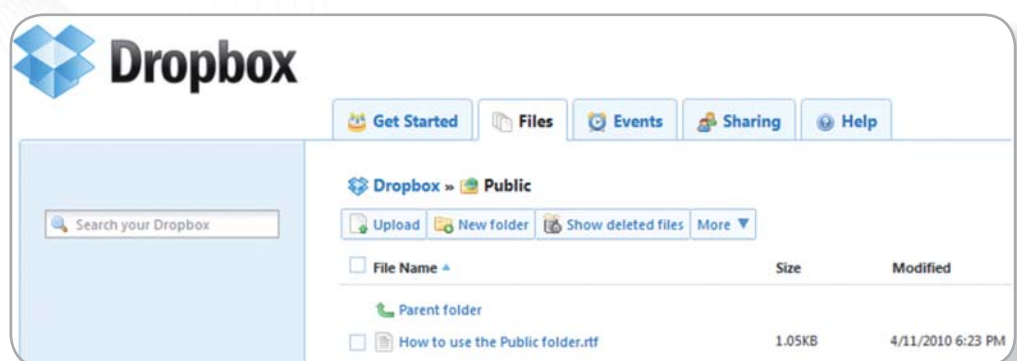 Dropbox
Get Started Files Events Sharing Help
Dropbox » Public
Search your Dropbox
Upload New folder Show deleted files More ▼
File Name ▲ Size Modified
Parent folder
How to use the Public folder.rtf 1.05KB 4/11/2010 6:23 PM